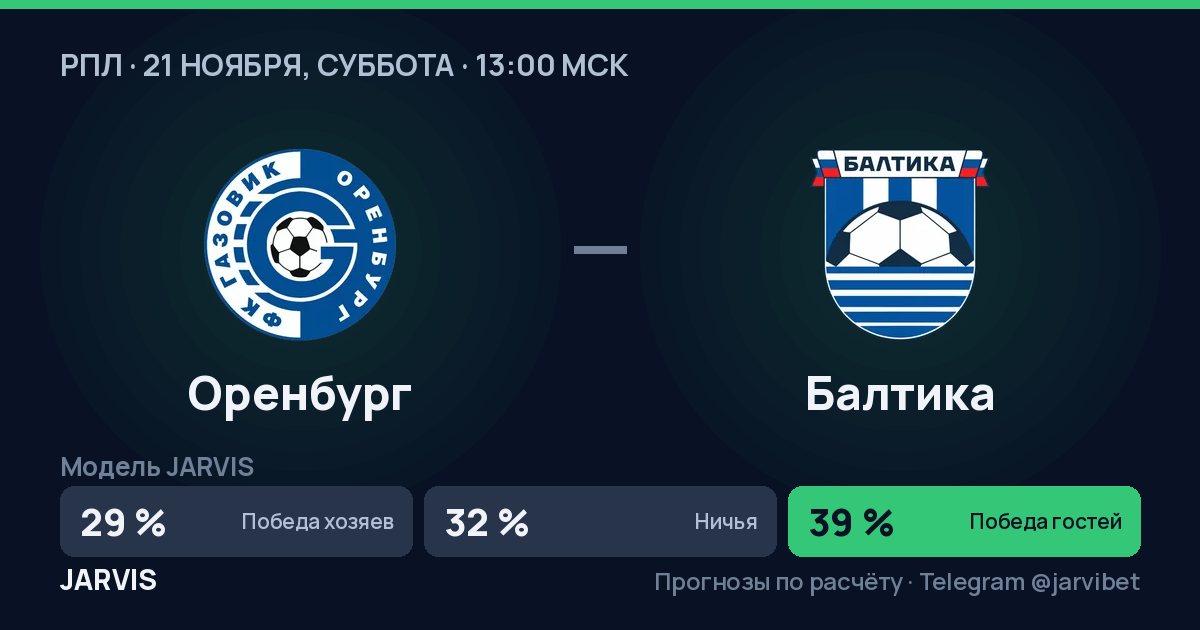 РПЛ · 21 НОЯБРЯ, СУББОТА · 13:00 МСК
ФК ГАЗОВИК ОРЕНБУРГ
БАЛТИКА
Оренбург
Балтика
Модель JARVIS
29 % Победа хозяев
32 % Ничья
39 % Победа гостей
JARVIS
Прогнозы по расчёту · Telegram @jarvibet